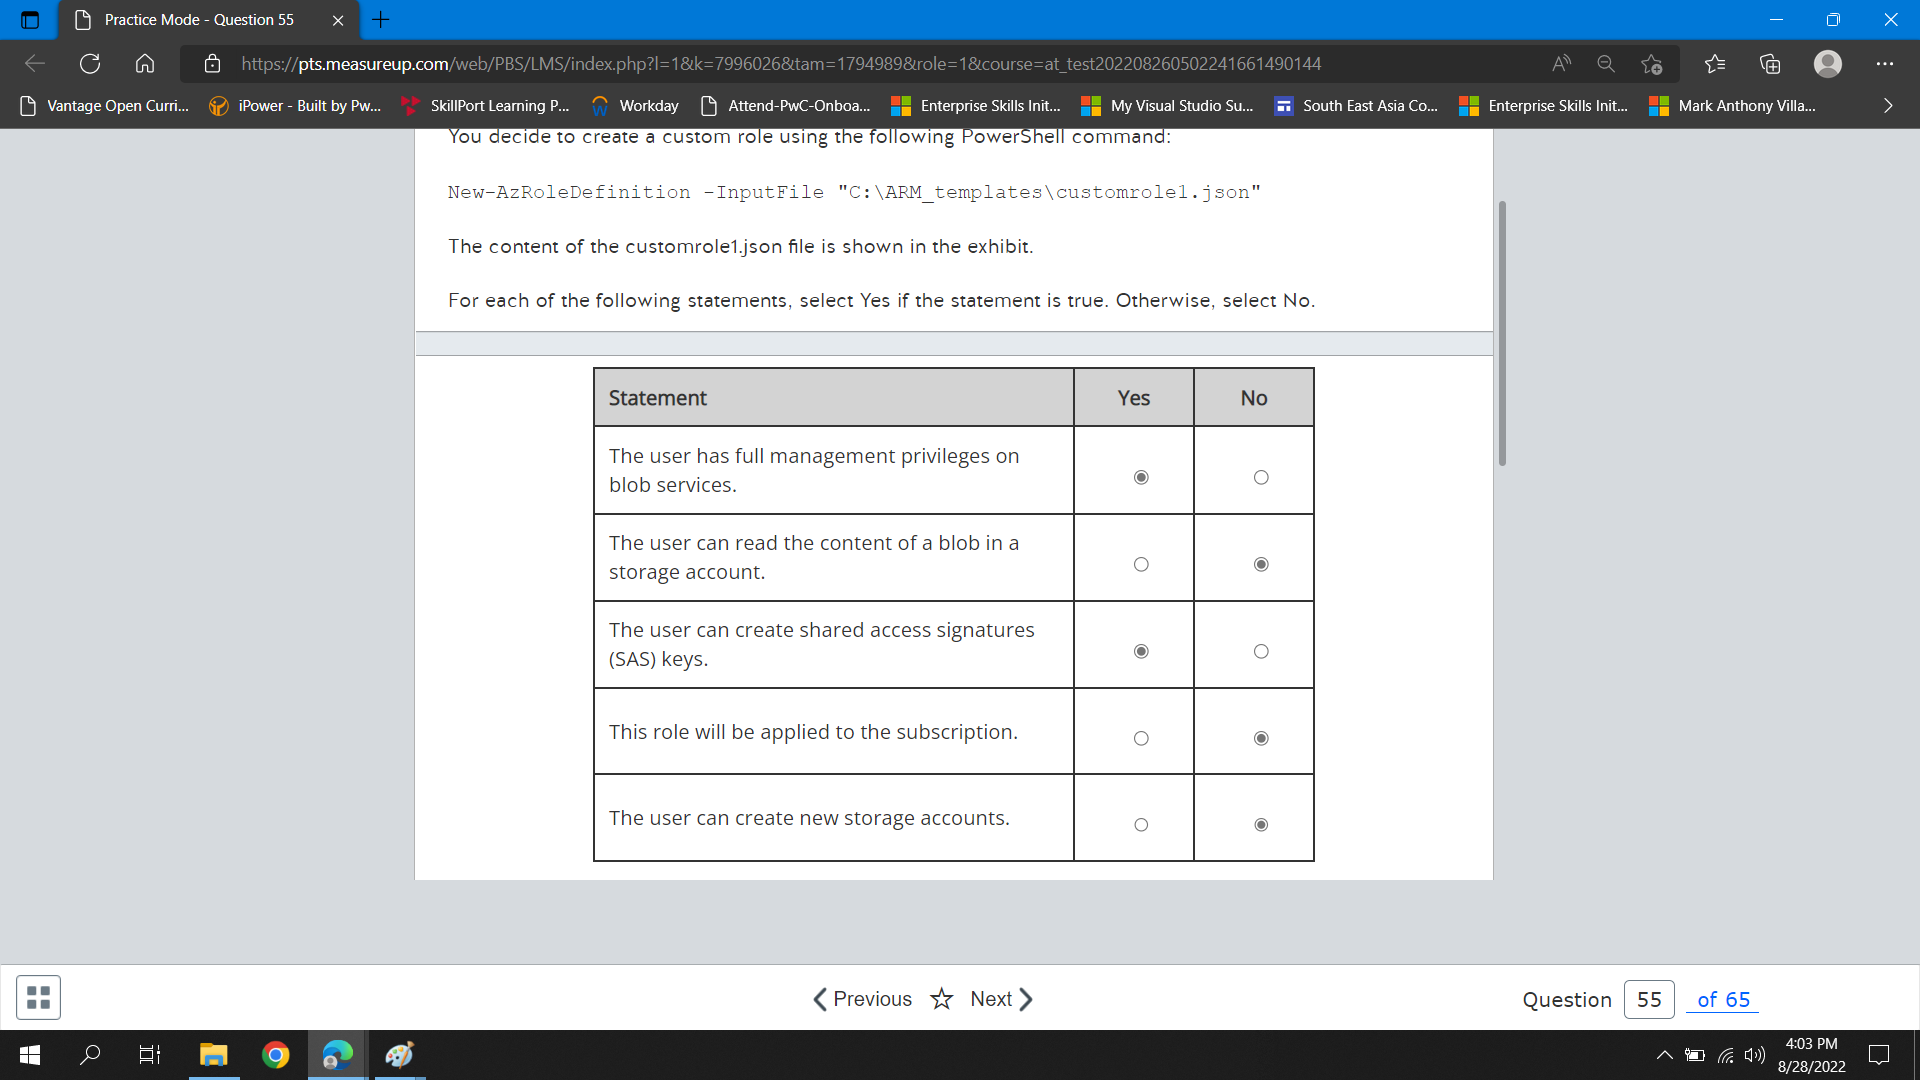 Practice Mode - Question 55
https://pts.measureup.com/web/PBS/LMS/index.php?l=1&k=7996026&tam=1794989&role=1&course=at_test202208260502241661490144
Vantage Open Curri... iPower - Built by Pw... SkillPort Learning P... Workday Attend-PwC-Onboa... Enterprise Skills Init... My Visual Studio Su... South East Asia Co... Enterprise Skills Init... Mark Anthony Villa...
You decide to create a custom role using the following PowerShell command:
New-AzRoleDefinition -InputFile "C:\ARM_templates\customrole1.json"
The content of the customrole1.json file is shown in the exhibit.
For each of the following statements, select Yes if the statement is true. Otherwise, select No.
Statement Yes No
The user has full management privileges on
blob services.
The user can read the content of a blob in a
storage account.
The user can create shared access signatures
(SAS) keys.
This role will be applied to the subscription.
The user can create new storage accounts.
Previous Next Question 55 of 65
4:03 PM
8/28/2022